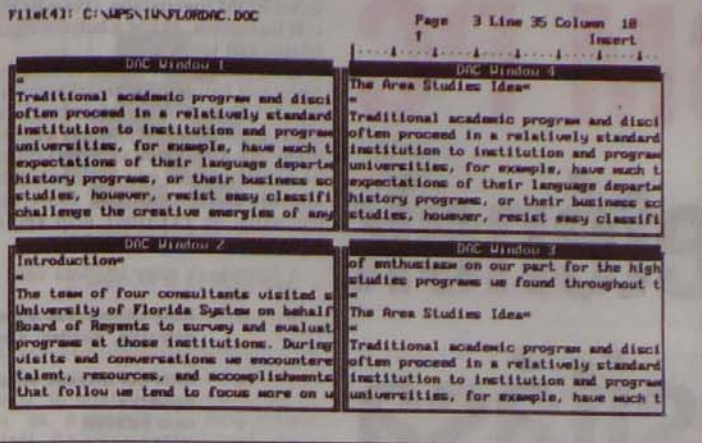 File[4]: C:\WPS\IU\FLORDAC.DOC
Page 3 Line 35 Column 18
Insert
DAC Window 1
Traditional academic program and disci
often proceed in a relatively standard
institution to institution and program
universities, for example, have much t
expectations of their language departm
history programs, or their business sc
studies, however, resist easy classifi
challenge the creative energies of any
DAC Window 4
The Area Studies Idea
Traditional academic program and disci
often proceed in a relatively standard
institution to institution and program
universities, for example, have much t
expectations of their language departm
history programs, or their business sc
studies, however, resist easy classifi
DAC Window 2
Introduction
The team of four consultants visited s
University of Florida System on behalf
Board of Regents to survey and evaluat
programs at those institutions. During
visits and conversations we encountere
talent, resources, and accomplishments
that follow we tend to focus more on w
DAC Window 3
of enthusiasm on our part for the high
studies programs we found throughout t
The Area Studies Idea
Traditional academic program and disci
often proceed in a relatively standard
institution to institution and program
universities, for example, have much t